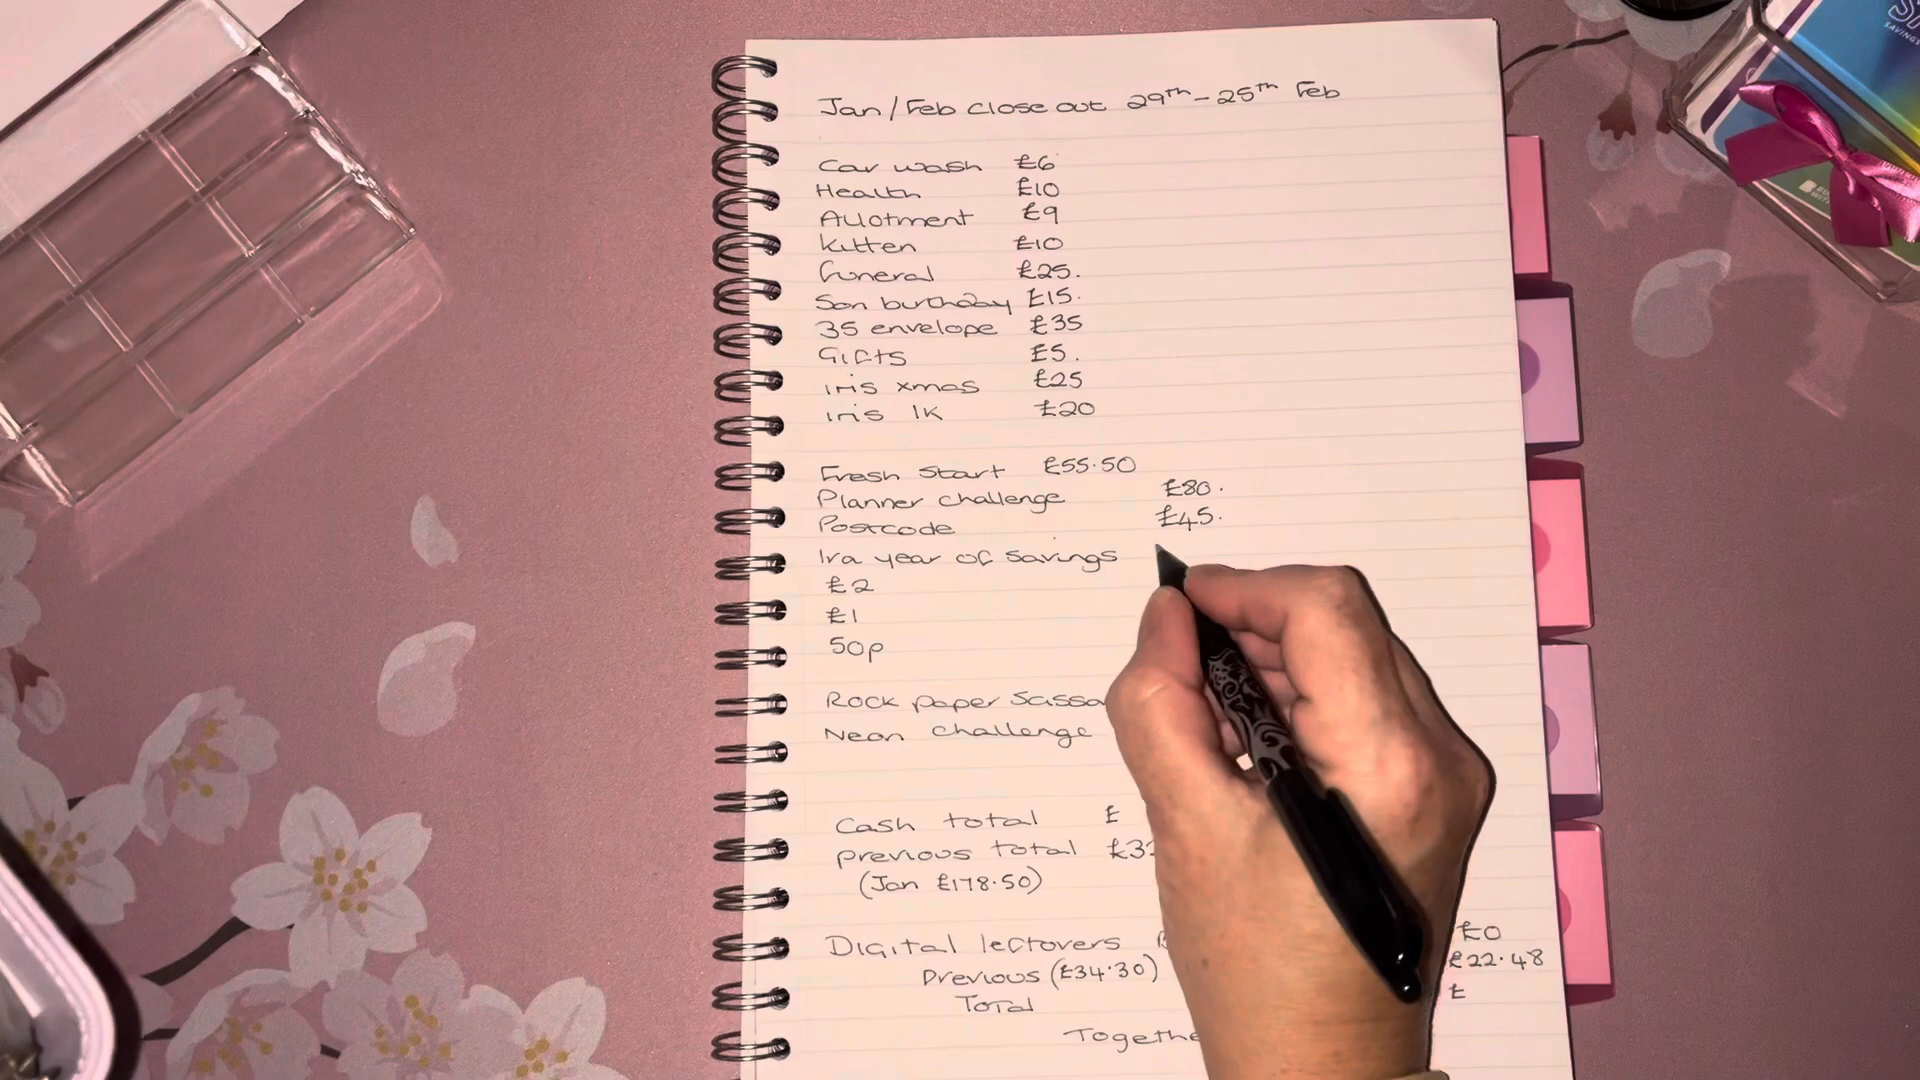 Jan/Feb close out 29th - 25th Feb
Car wash £6
Health £10
Allotment £9
Kitten £10
Funeral £25.
Son birthday £15.
35 envelope £35
Gifts £5.
Iris xmas £25
Iris 1K £20
Fresh Start £55.50
Planner challenge £80.
Postcode £45.
1va year of savings
£2
£1
50p
Rock paper
Neon challenge
Cash total £
previous total
(Jan £178.50)
Digital leftovers £0
Previous (£34.30) £22.48
Total £